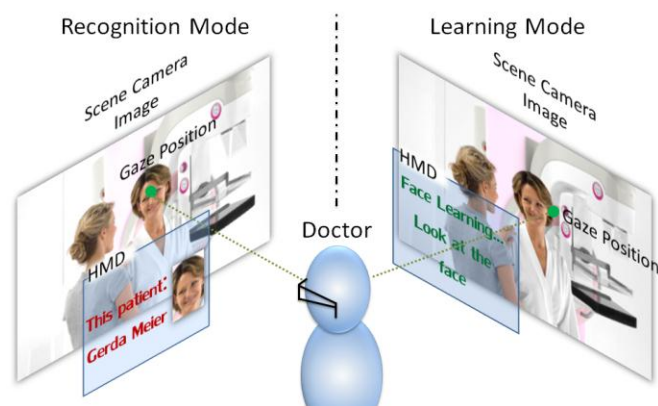 Recognition Mode
Scene Camera
Image
Gaze Position
HMD
This patient:
Gerda Meier
Doctor
Learning Mode
Scene Camera
Image
HMD
Face Learning...
Look at the
face
Gaze Position